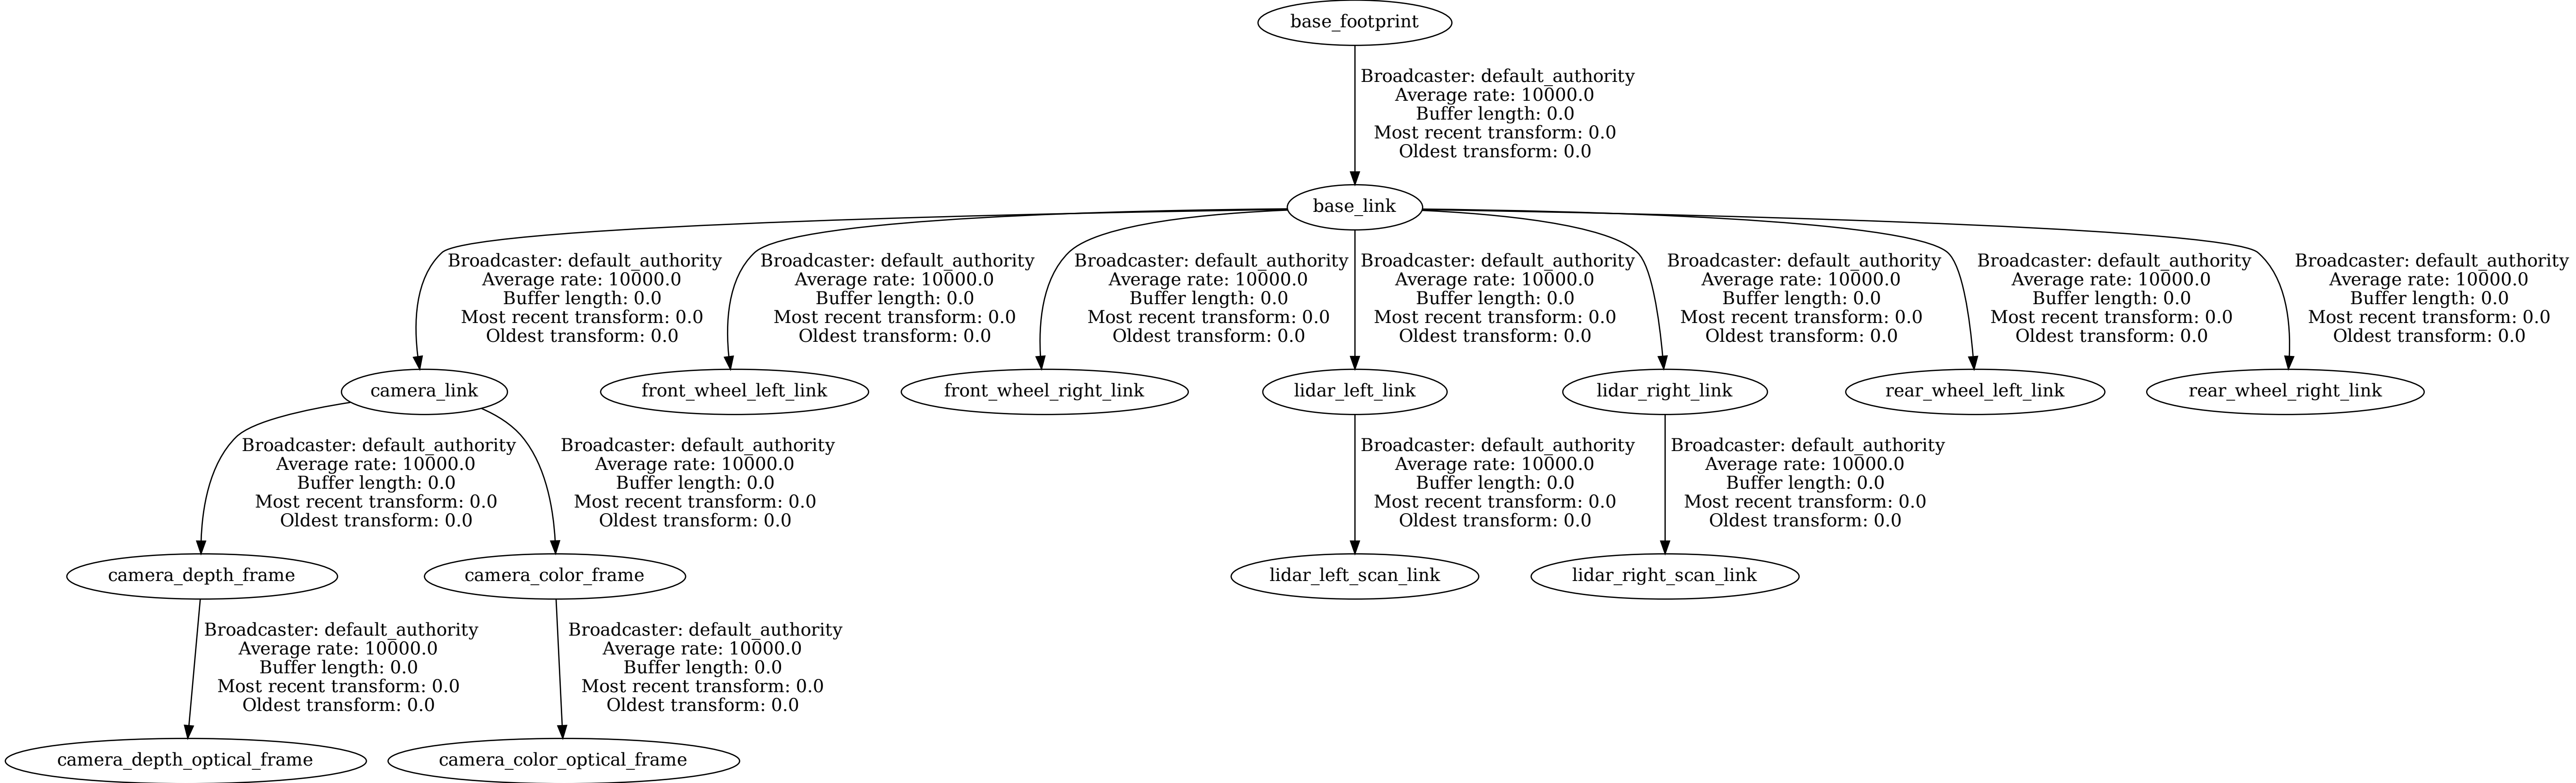 base_footprint
Broadcaster: default_authority
Average rate: 10000.0
Buffer length: 0.0
Most recent transform: 0.0
Oldest transform: 0.0
base_link
Broadcaster: default_authority
Average rate: 10000.0
Buffer length: 0.0
Most recent transform: 0.0
Oldest transform: 0.0
Broadcaster: default_authority
Average rate: 10000.0
Buffer length: 0.0
Most recent transform: 0.0
Oldest transform: 0.0
Broadcaster: default_authority
Average rate: 10000.0
Buffer length: 0.0
Most recent transform: 0.0
Oldest transform: 0.0
Broadcaster: default_authority
Average rate: 10000.0
Buffer length: 0.0
Most recent transform: 0.0
Oldest transform: 0.0
Broadcaster: default_authority
Average rate: 10000.0
Buffer length: 0.0
Most recent transform: 0.0
Oldest transform: 0.0
Broadcaster: default_authority
Average rate: 10000.0
Buffer length: 0.0
Most recent transform: 0.0
Oldest transform: 0.0
Broadcaster: default_authority
Average rate: 10000.0
Buffer length: 0.0
Most recent transform: 0.0
Oldest transform: 0.0
camera_link
front_wheel_left_link
front_wheel_right_link
lidar_left_link
lidar_right_link
rear_wheel_left_link
rear_wheel_right_link
Broadcaster: default_authority
Average rate: 10000.0
Buffer length: 0.0
Most recent transform: 0.0
Oldest transform: 0.0
Broadcaster: default_authority
Average rate: 10000.0
Buffer length: 0.0
Most recent transform: 0.0
Oldest transform: 0.0
Broadcaster: default_authority
Average rate: 10000.0
Buffer length: 0.0
Most recent transform: 0.0
Oldest transform: 0.0
Broadcaster: default_authority
Average rate: 10000.0
Buffer length: 0.0
Most recent transform: 0.0
Oldest transform: 0.0
camera_depth_frame
camera_color_frame
lidar_left_scan_link
lidar_right_scan_link
Broadcaster: default_authority
Average rate: 10000.0
Buffer length: 0.0
Most recent transform: 0.0
Oldest transform: 0.0
Broadcaster: default_authority
Average rate: 10000.0
Buffer length: 0.0
Most recent transform: 0.0
Oldest transform: 0.0
camera_depth_optical_frame
camera_color_optical_frame